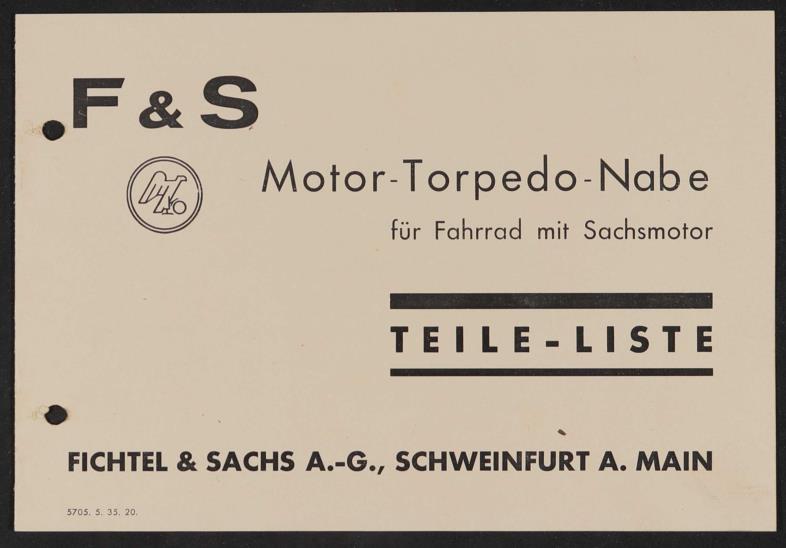 F & S
Motor-Torpedo-Nabe
für Fahrrad mit Sachsmotor
TEILE-LISTE
FICHTEL & SACHS A.-G., SCHWEINFURT A. MAIN
5705. 5. 35. 20.